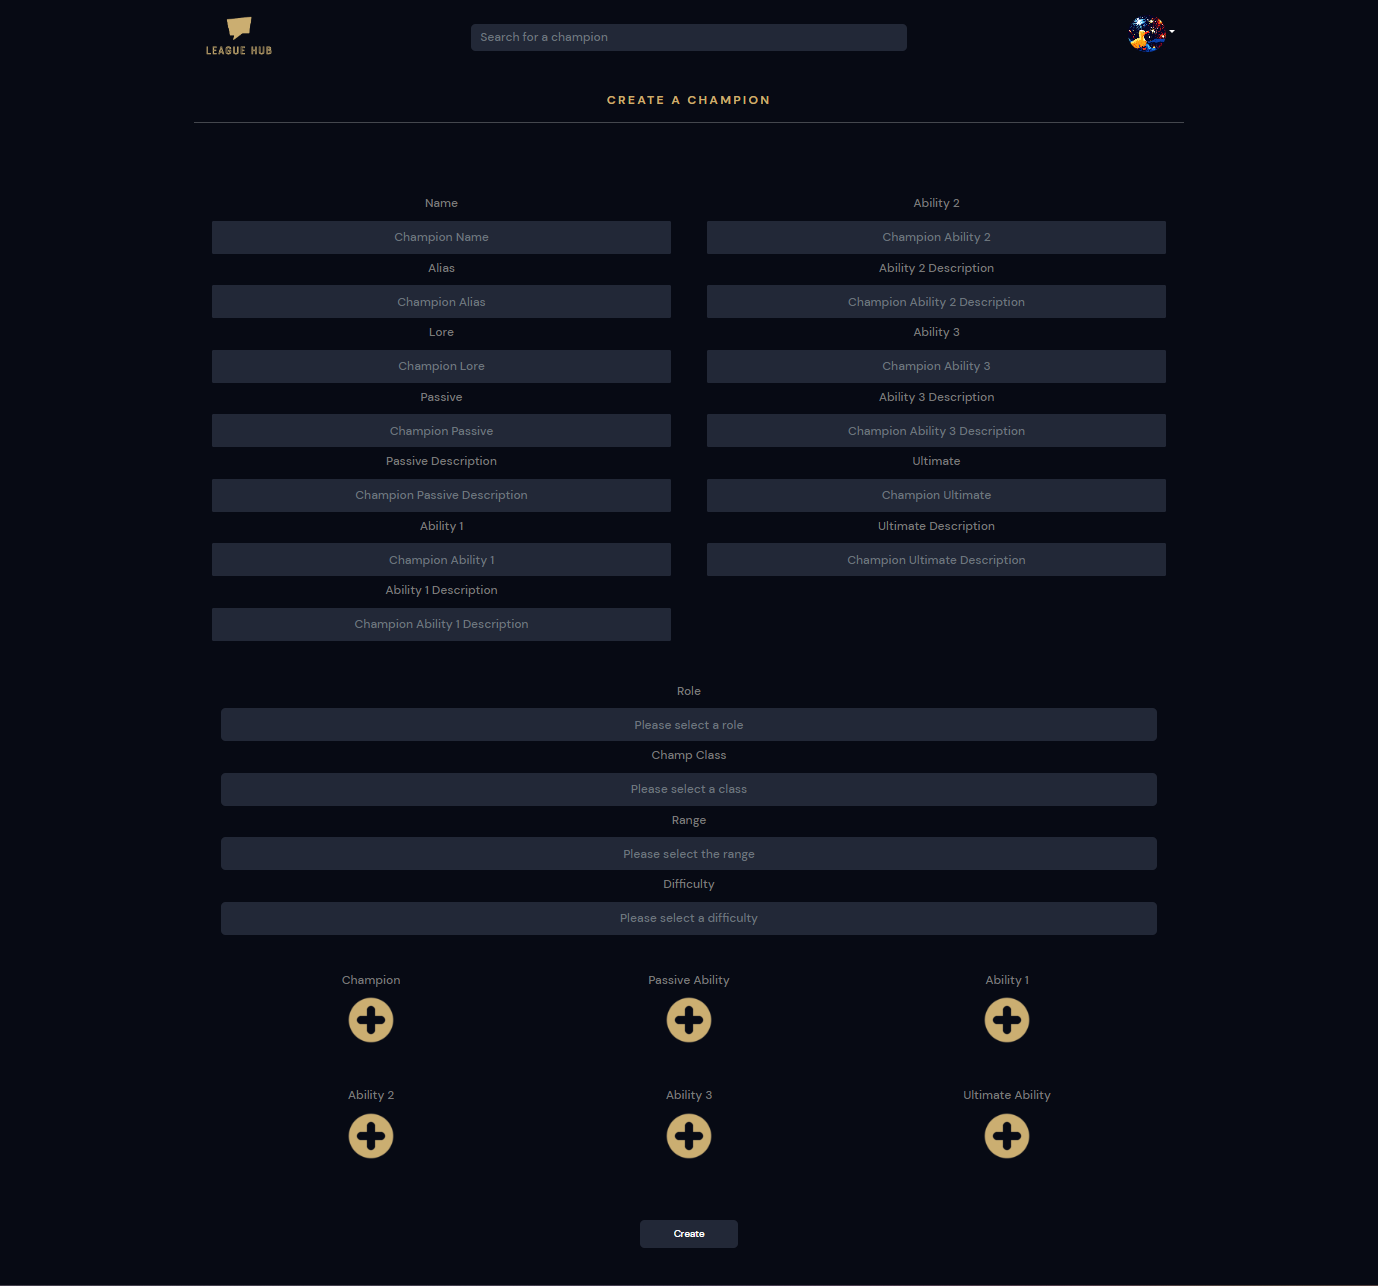 LEAGUE HUB
Search for a champion
CREATE A CHAMPION
Name
Champion Name
Alias
Champion Alias
Lore
Champion Lore
Passive
Champion Passive
Passive Description
Champion Passive Description
Ability 1
Champion Ability 1
Ability 1 Description
Champion Ability 1 Description
Ability 2
Champion Ability 2
Ability 2 Description
Champion Ability 2 Description
Ability 3
Champion Ability 3
Ability 3 Description
Champion Ability 3 Description
Ultimate
Champion Ultimate
Ultimate Description
Champion Ultimate Description
Role
Please select a role
Champ Class
Please select a class
Range
Please select the range
Difficulty
Please select a difficulty
Champion
Passive Ability
Ability 1
Ability 2
Ability 3
Ultimate Ability
Create